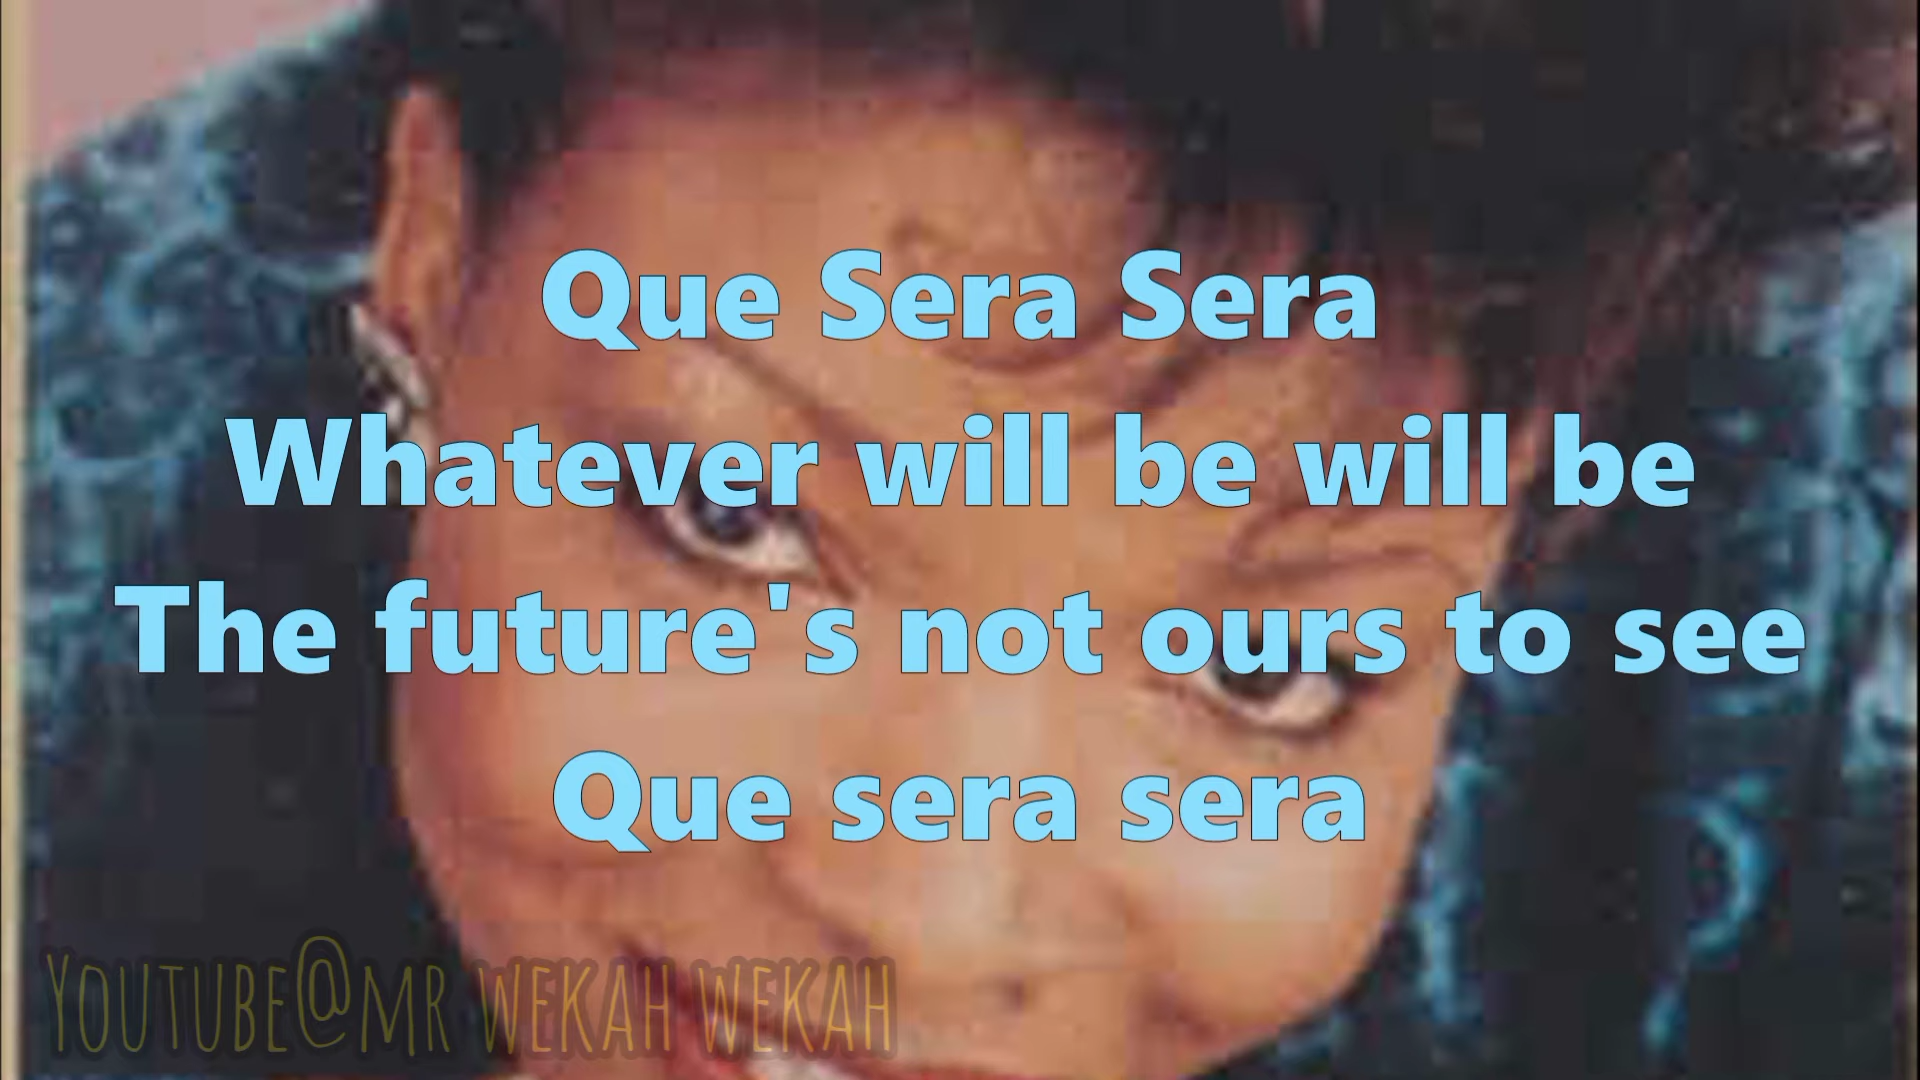 Que Sera Sera
Whatever will be will be
The future's not ours to see
Que sera sera
Youtube@mr wekah wekah